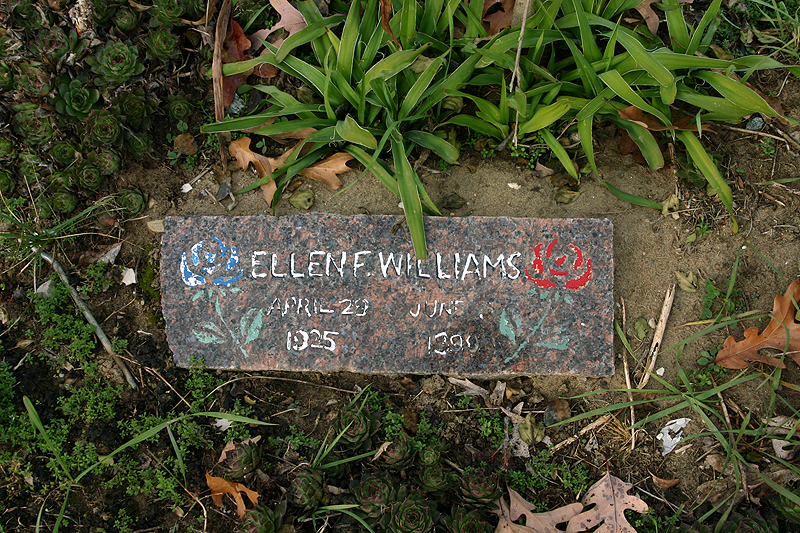 ELLEN F. WILLIAMS
APRIL 29 JUNE
1925 1990